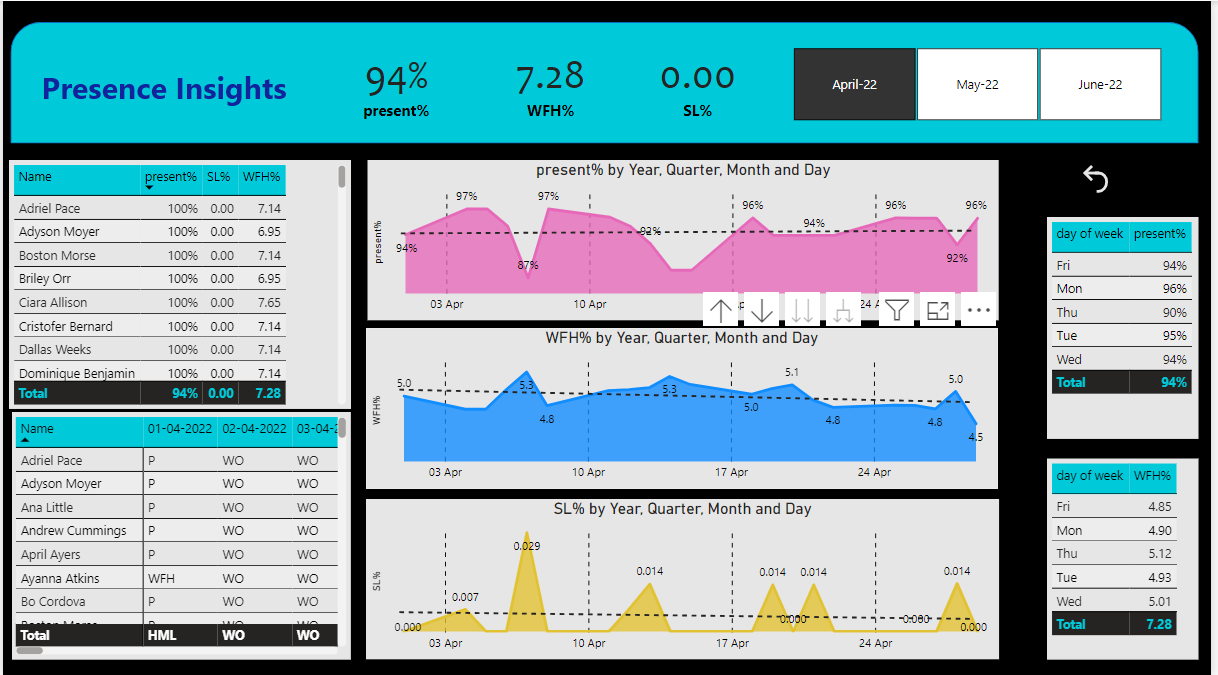 Presence Insights
94%
present%
7.28
WFH%
0.00
SL%
April-22
May-22
June-22
Name present% SL% WFH%
Adriel Pace 100% 0.00 7.14
Adyson Moyer 100% 0.00 6.95
Boston Morse 100% 0.00 7.14
Briley Orr 100% 0.00 6.95
Ciara Allison 100% 0.00 7.65
Cristofer Bernard 100% 0.00 7.14
Dallas Weeks 100% 0.00 7.14
Dominique Benjamin 100% 0.00 7.14
Total 94% 0.00 7.28
Name 01-04-2022 02-04-2022 03-04-2
Adriel Pace P WO WO
Adyson Moyer P WO WO
Ana Little P WO WO
Andrew Cummings P WO WO
April Ayers P WO WO
Ayanna Atkins WFH WO WO
Bo Cordova P WO WO
Boston Morse P WO WO
Total HML WO WO
present% by Year, Quarter, Month and Day
present%
94% 97% 87% 97% 92% 96% 94% 96% 92% 96%
03 Apr 10 Apr 24 A
WFH% by Year, Quarter, Month and Day
WFH%
5.0 5.3 4.8 5.3 5.0 5.1 4.8 4.8 5.0 4.5
03 Apr 10 Apr 17 Apr 24 Apr
SL% by Year, Quarter, Month and Day
SL%
0.000 0.007 0.029 0.014 0.014 0.000 0.014 0.000 0.014 0.000
03 Apr 10 Apr 17 Apr 24 Apr
day of week present%
Fri 94%
Mon 96%
Thu 90%
Tue 95%
Wed 94%
Total 94%
day of week WFH%
Fri 4.85
Mon 4.90
Thu 5.12
Tue 4.93
Wed 5.01
Total 7.28